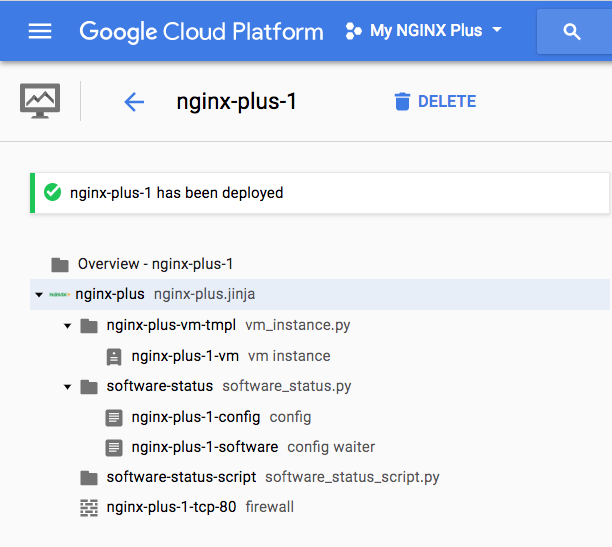 Google Cloud Platform My NGINX Plus
nginx-plus-1 DELETE
nginx-plus-1 has been deployed
Overview - nginx-plus-1
NGINX+ nginx-plus nginx-plus.jinja
nginx-plus-vm-tmpl vm_instance.py
nginx-plus-1-vm vm instance
software-status software_status.py
nginx-plus-1-config config
nginx-plus-1-software config waiter
software-status-script software_status_script.py
nginx-plus-1-tcp-80 firewall